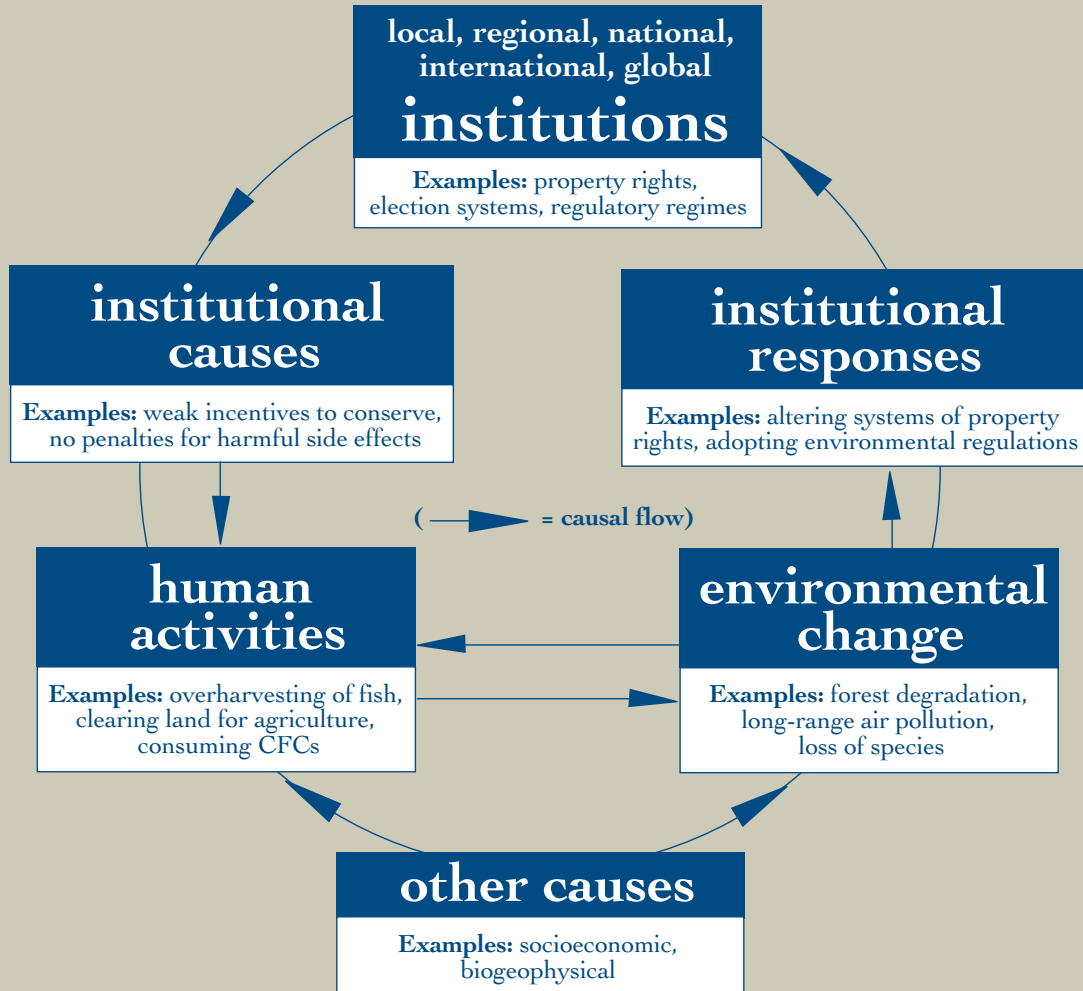 local, regional, national,
international, global
institutions
Examples: property rights,
election systems, regulatory regimes
institutional
causes
Examples: weak incentives to conserve,
no penalties for harmful side effects
institutional
responses
Examples: altering systems of property
rights, adopting environmental regulations
( = causal flow)
human
activities
Examples: overharvesting of fish,
clearing land for agriculture,
consuming CFCs
environmental
change
Examples: forest degradation,
long-range air pollution,
loss of species
other causes
Examples: socioeconomic,
biogeophysical